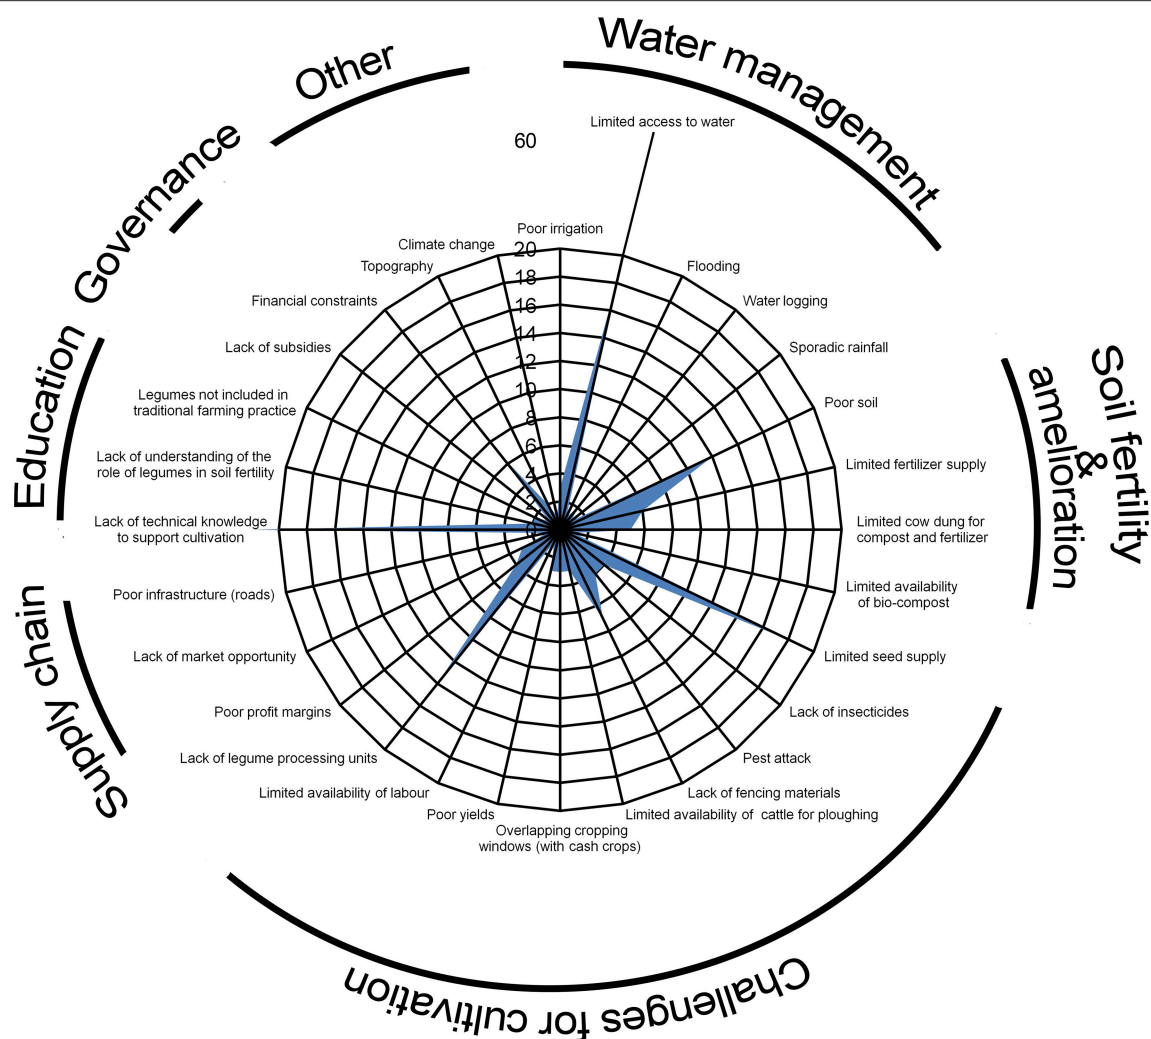 Water management
Other
Governance
Education
Supply chain
Soil fertility
&
amelioration
Challenges for cultivation
60
Limited access to water
Poor irrigation
Flooding
Water logging
Sporadic rainfall
Poor soil
Limited fertilizer supply
Limited cow dung for
compost and fertilizer
Limited availability
of bio-compost
Limited seed supply
Lack of insecticides
Pest attack
Lack of fencing materials
Limited availability of cattle for ploughing
Overlapping cropping
windows (with cash crops)
Poor yields
Limited availability of labour
Lack of legume processing units
Poor profit margins
Lack of market opportunity
Poor infrastructure (roads)
Lack of technical knowledge
to support cultivation
Lack of understanding of the
role of legumes in soil fertility
Legumes not included in
traditional farming practice
Lack of subsidies
Financial constraints
Topography
Climate change
20
18
16
14
12
10
8
6
4
2
0